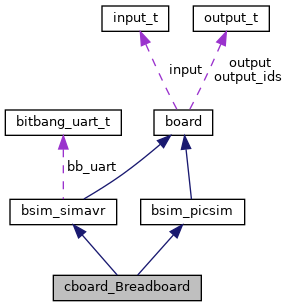 input_t
output_t
input
output
output_ids
bitbang_uart_t
board
bb_uart
bsim_simavr
bsim_picsim
cboard_Breadboard